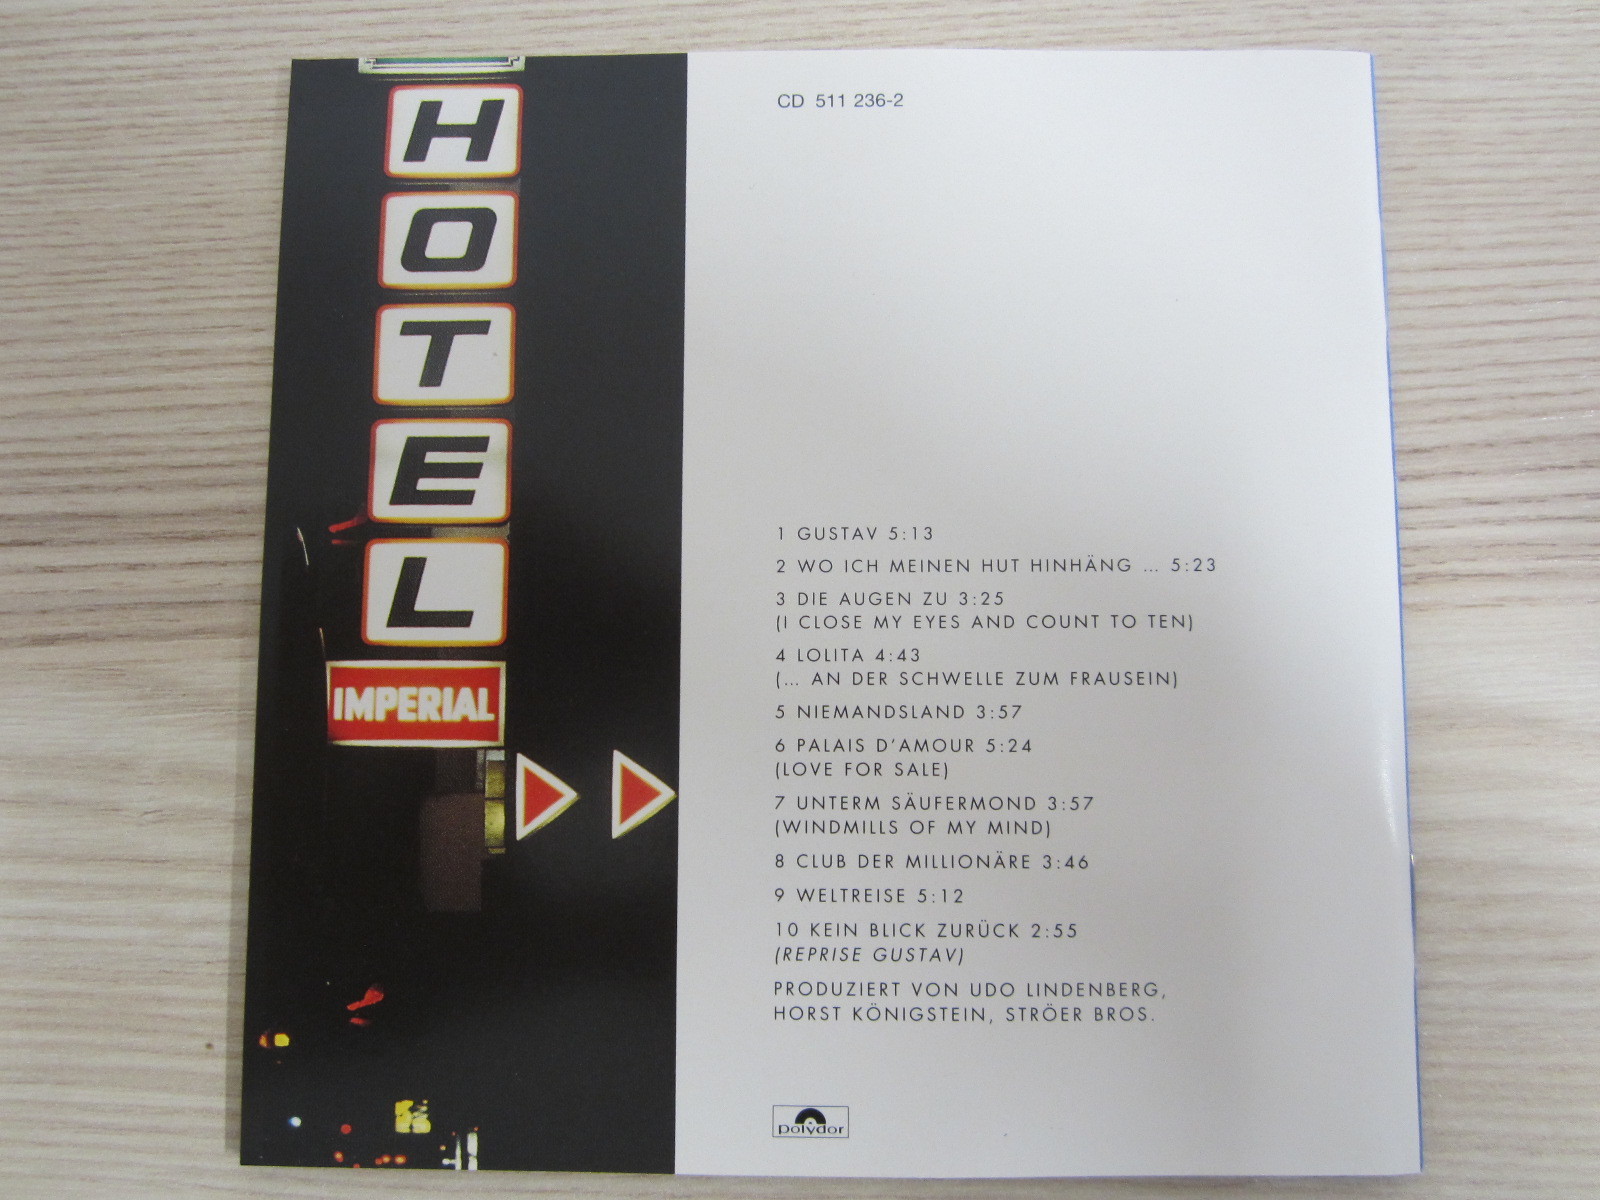 HOTEL
IMPERIAL
CD 511 236-2
1 GUSTAV 5:13
2 WO ICH MEINEN HUT HINHÄNG ... 5:23
3 DIE AUGEN ZU 3:25
(I CLOSE MY EYES AND COUNT TO TEN)
4 LOLITA 4:43
(... AN DER SCHWELLE ZUM FRAUSEIN)
5 NIEMANDSLAND 3:57
6 PALAIS D'AMOUR 5:24
(LOVE FOR SALE)
7 UNTERM SÄUFERMOND 3:57
(WINDMILLS OF MY MIND)
8 CLUB DER MILLIONÄRE 3:46
9 WELTREISE 5:12
10 KEIN BLICK ZURÜCK 2:55
(REPRISE GUSTAV)
PRODUZIERT VON UDO LINDENBERG,
HORST KÖNIGSTEIN, STRÖER BROS.
polydor